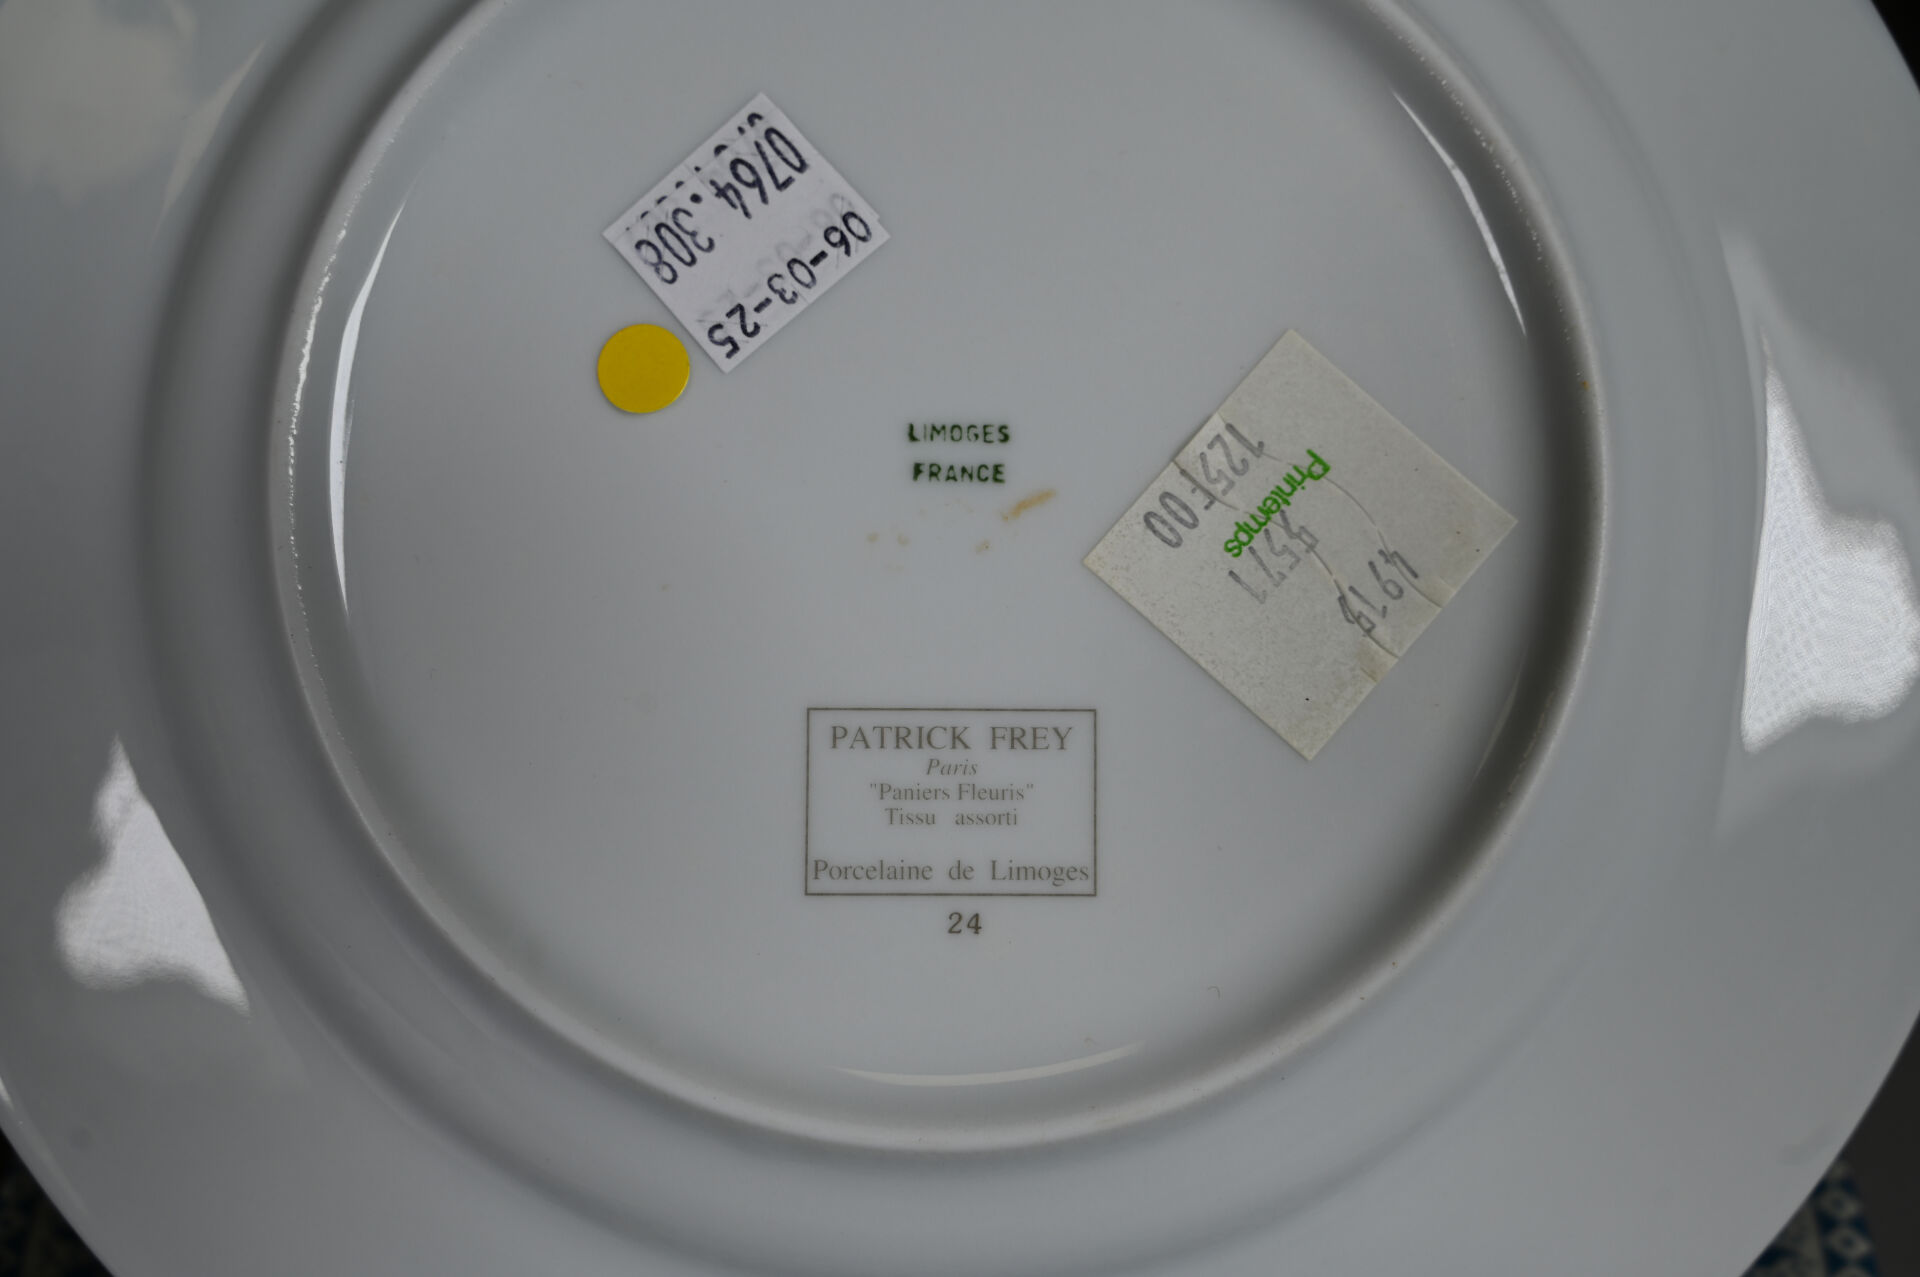 0764.308
06-03-25
LIMOGES
FRANCE
125F00
Printemps
9571
PATRICK FREY
Paris
"Paniers Fleuris"
Tissu assorti
Porcelaine de Limoges
24